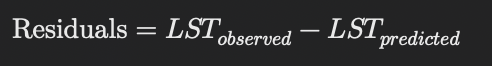 Residuals = LST_observed − LST_predicted